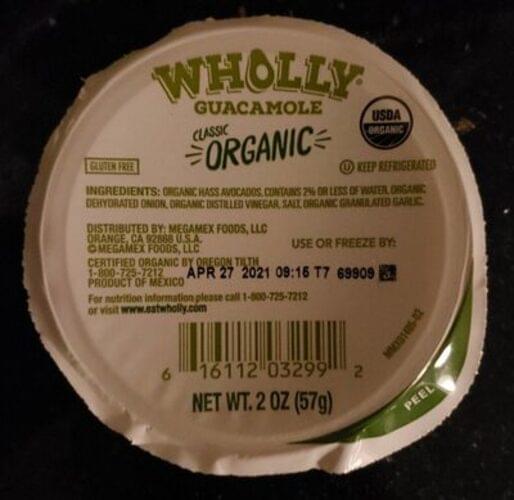 WHOLLY
GUACAMOLE
CLASSIC
ORGANIC
USDA
ORGANIC
GLUTEN FREE
U KEEP REFRIGERATED
INGREDIENTS: ORGANIC HASS AVOCADOS, CONTAINS 2% OR LESS OF WATER, ORGANIC
DEHYDRATED ONION, ORGANIC DISTILLED VINEGAR, SALT, ORGANIC GRANULATED GARLIC.
DISTRIBUTED BY: MEGAMEX FOODS, LLC
ORANGE, CA 92868 U.S.A.
© MEGAMEX FOODS, LLC
USE OR FREEZE BY:
CERTIFIED ORGANIC BY OREGON TILTH
1-800-725-7212
PRODUCT OF MEXICO
APR 27 2021 09:16 T7 69909
For nutrition information please call 1-800-725-7212
or visit www.eatwholly.com
6 16112 03299 2
NET WT. 2 OZ (57g)
PEEL